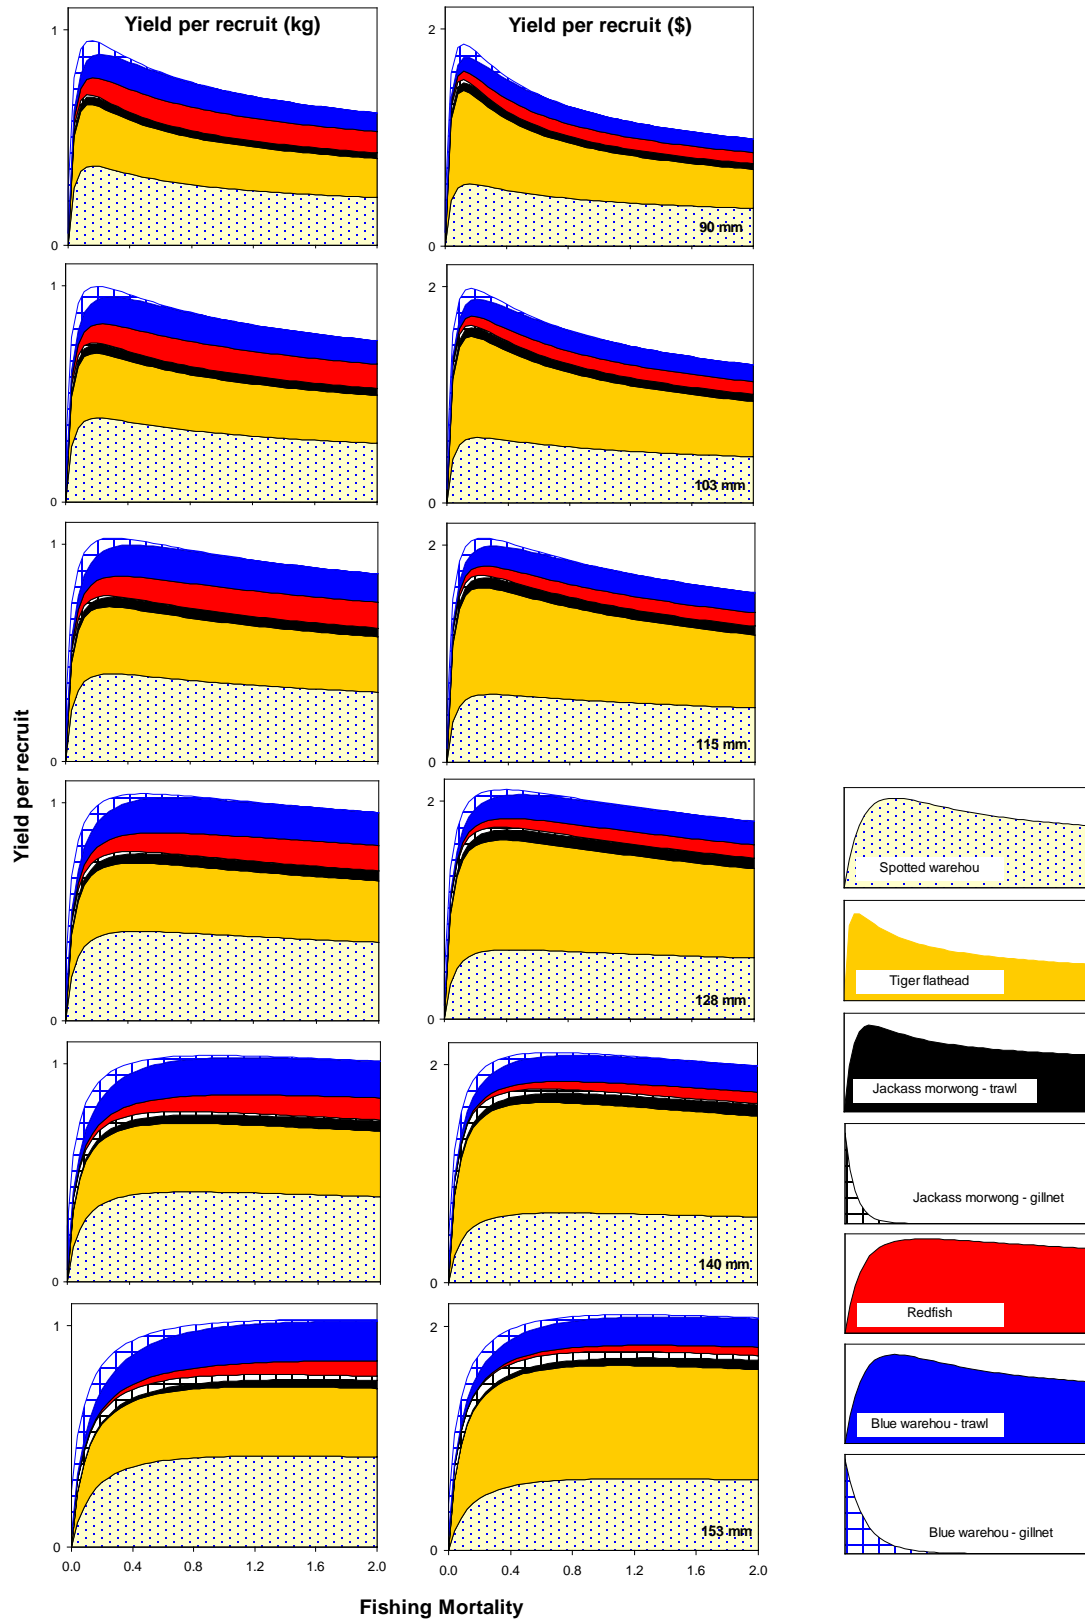 Yield per recruit (kg)
Yield per recruit ($)
1
0
2
0
90 mm
1
0
2
0
103 mm
1
0
2
0
115 mm
Yield per recruit
1
0
2
0
128 mm
1
0
2
0
140 mm
1
0
2
0
153 mm
0.0 0.4 0.8 1.2 1.6 2.0
0.0 0.4 0.8 1.2 1.6 2.0
Fishing Mortality
Spotted warehou
Tiger flathead
Jackass morwong - trawl
Jackass morwong - gillnet
Redfish
Blue warehou - trawl
Blue warehou - gillnet